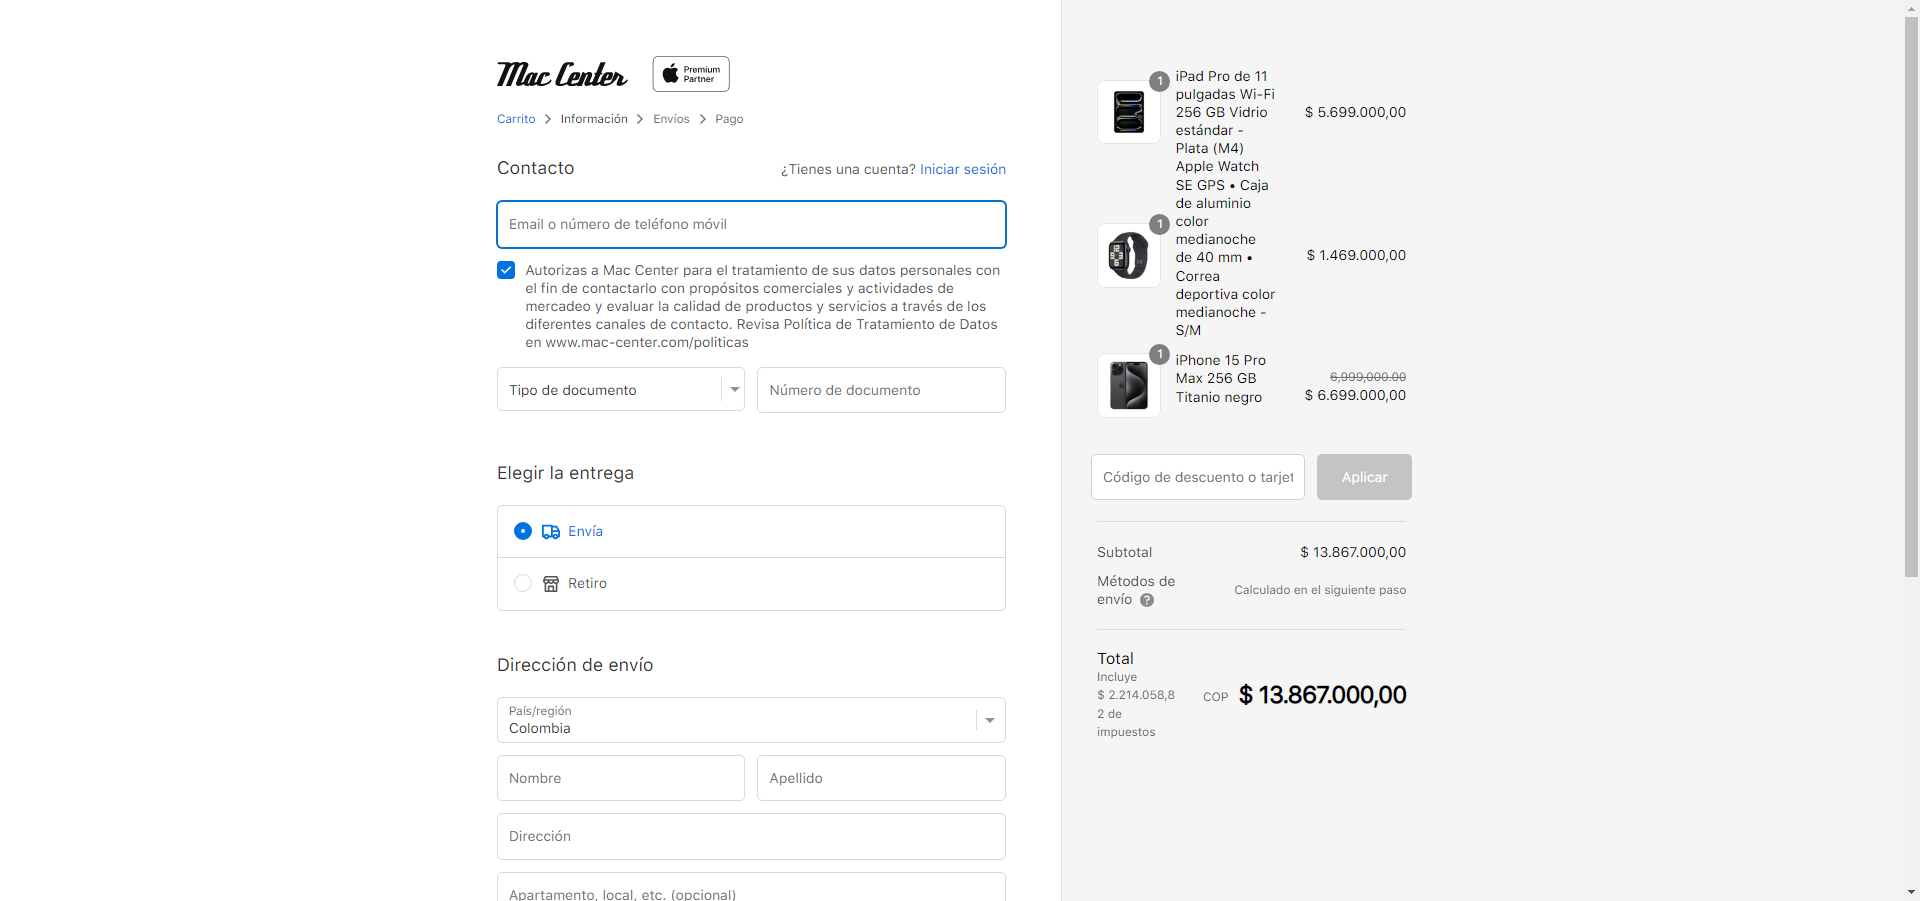 Mac Center
Premium
Partner
Carrito > Información > Envíos > Pago
Contacto
¿Tienes una cuenta? Iniciar sesión
Email o número de teléfono móvil
Autorizas a Mac Center para el tratamiento de sus datos personales con
el fin de contactarlo con propósitos comerciales y actividades de
mercadeo y evaluar la calidad de productos y servicios a través de los
diferentes canales de contacto. Revisa Política de Tratamiento de Datos
en www.mac-center.com/politicas
Tipo de documento
Número de documento
Elegir la entrega
Envía
Retiro
Dirección de envío
País/región
Colombia
Nombre
Apellido
Dirección
Apartamento, local, etc. (opcional)
1
iPad Pro de 11
pulgadas Wi-Fi
256 GB Vidrio
estándar -
Plata (M4)
$ 5.699.000,00
1
Apple Watch
SE GPS • Caja
de aluminio
color
medianoche
de 40 mm •
Correa
deportiva color
medianoche -
S/M
$ 1.469.000,00
1
iPhone 15 Pro
Max 256 GB
Titanio negro
6,999,000.00
$ 6.699.000,00
Código de descuento o tarjet
Aplicar
Subtotal
$ 13.867.000,00
Métodos de
envío ?
Calculado en el siguiente paso
Total
Incluye
$ 2.214.058,8
2 de
impuestos
COP $ 13.867.000,00